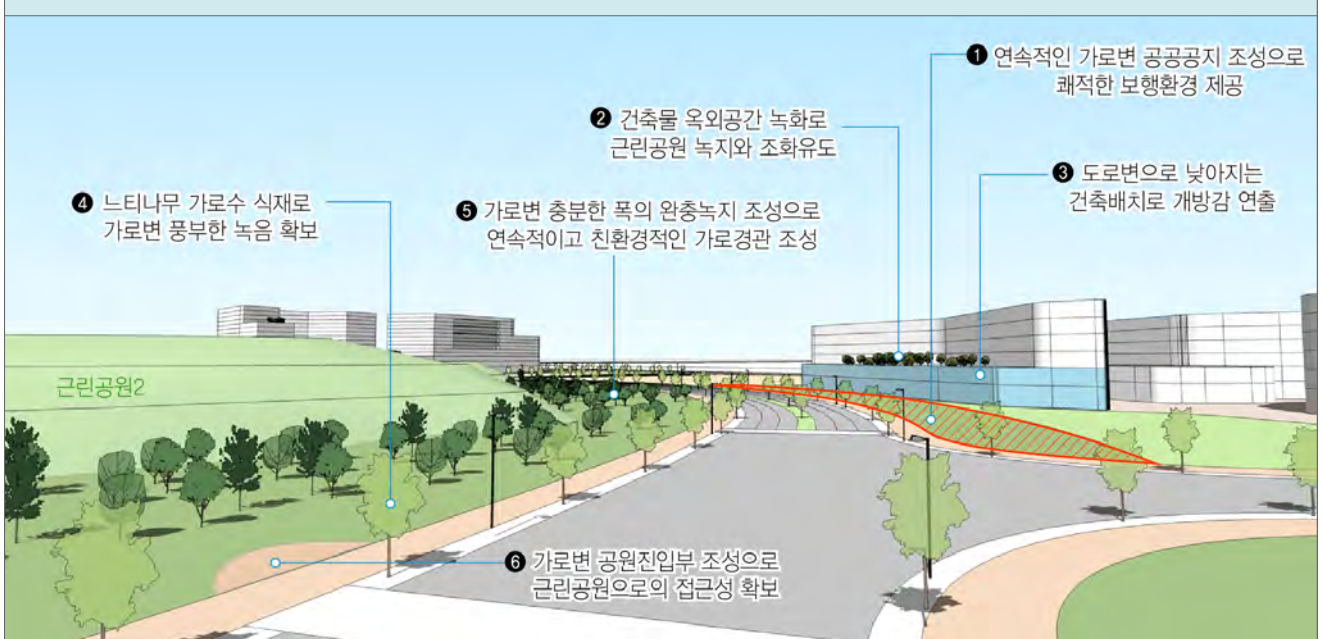 ❶ 연속적인 가로변 공공공지 조성으로
쾌적한 보행환경 제공
❷ 건축물 옥외공간 녹화로
근린공원 녹지와 조화유도
❸ 도로변으로 낮아지는
건축배치로 개방감 연출
❹ 느티나무 가로수 식재로
가로변 풍부한 녹음 확보
❺ 가로변 충분한 폭의 완충녹지 조성으로
연속적이고 친환경적인 가로경관 조성
근린공원2
❻ 가로변 공원진입부 조성으로
근린공원으로의 접근성 확보